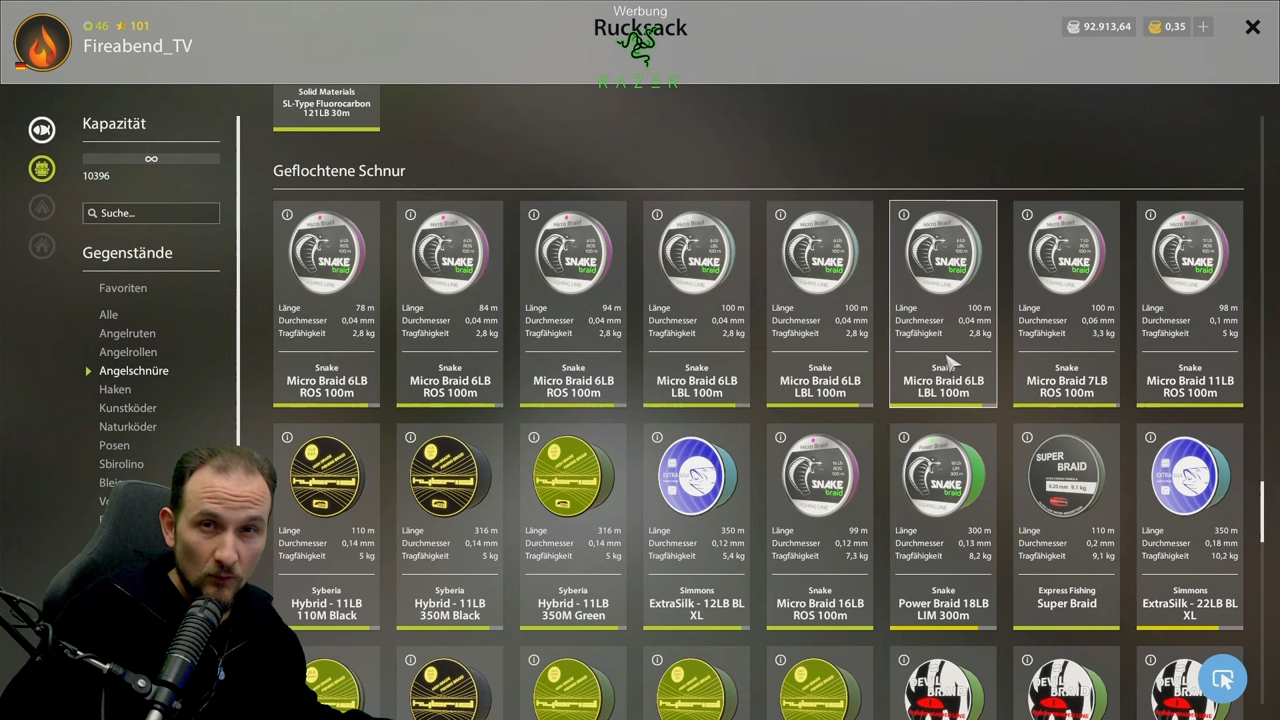 46 101
Fireabend_TV
Werbung
Rucksack
RAZER
92.913,64
0,35
Solid Materials
SL-Type Fluorocarbon
121LB 30m
Kapazität
∞
10396
Suche...
Gegenstände
Favoriten
Alle
Angelruten
Angelrollen
Angelschnüre
Haken
Kunstköder
Naturköder
Posen
Sbirolino
Geflochtene Schnur
Länge 78 m
Durchmesser 0,04 mm
Tragfähigkeit 2,8 kg
Snake
Micro Braid 6LB
ROS 100m
Länge 84 m
Durchmesser 0,04 mm
Tragfähigkeit 2,8 kg
Snake
Micro Braid 6LB
ROS 100m
Länge 94 m
Durchmesser 0,04 mm
Tragfähigkeit 2,8 kg
Snake
Micro Braid 6LB
ROS 100m
Länge 100 m
Durchmesser 0,04 mm
Tragfähigkeit 2,8 kg
Snake
Micro Braid 6LB
LBL 100m
Länge 100 m
Durchmesser 0,04 mm
Tragfähigkeit 2,8 kg
Snake
Micro Braid 6LB
LBL 100m
Länge 100 m
Durchmesser 0,04 mm
Tragfähigkeit 2,8 kg
Snake
Micro Braid 6LB
LBL 100m
Länge 100 m
Durchmesser 0,06 mm
Tragfähigkeit 3,3 kg
Snake
Micro Braid 7LB
ROS 100m
Länge 98 m
Durchmesser 0,1 mm
Tragfähigkeit 5 kg
Snake
Micro Braid 11LB
ROS 100m
Länge 110 m
Durchmesser 0,14 mm
Tragfähigkeit 5 kg
Syberia
Hybrid - 11LB
110M Black
Länge 316 m
Durchmesser 0,14 mm
Tragfähigkeit 5 kg
Syberia
Hybrid - 11LB
350M Black
Länge 316 m
Durchmesser 0,14 mm
Tragfähigkeit 5 kg
Syberia
Hybrid - 11LB
350M Green
Länge 350 m
Durchmesser 0,12 mm
Tragfähigkeit 5,4 kg
Simmons
ExtraSilk - 12LB BL
XL
Länge 99 m
Durchmesser 0,12 mm
Tragfähigkeit 7,3 kg
Snake
Micro Braid 16LB
ROS 100m
Länge 300 m
Durchmesser 0,13 mm
Tragfähigkeit 8,2 kg
Snake
Power Braid 18LB
LIM 300m
SUPER
BRAID
0.20 mm 9.1 kg
Länge 110 m
Durchmesser 0,2 mm
Tragfähigkeit 9,1 kg
Express Fishing
Super Braid
Länge 350 m
Durchmesser 0,18 mm
Tragfähigkeit 10,2 kg
Simmons
ExtraSilk - 22LB BL
XL